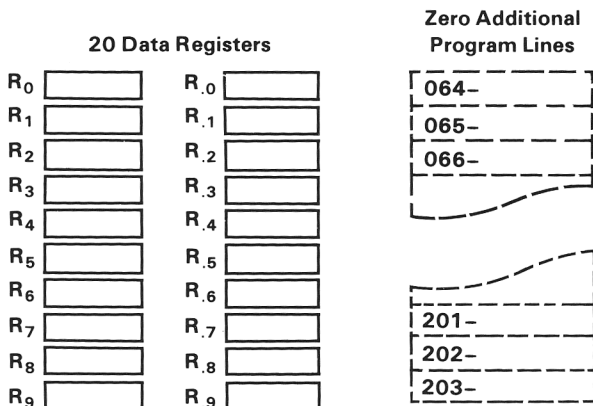 20 Data Registers
Zero Additional
Program Lines
R0 R.0
R1 R.1
R2 R.2
R3 R.3
R4 R.4
R5 R.5
R6 R.6
R7 R.7
R8 R.8
R9 R.9
064–
065–
066–
201–
202–
203–